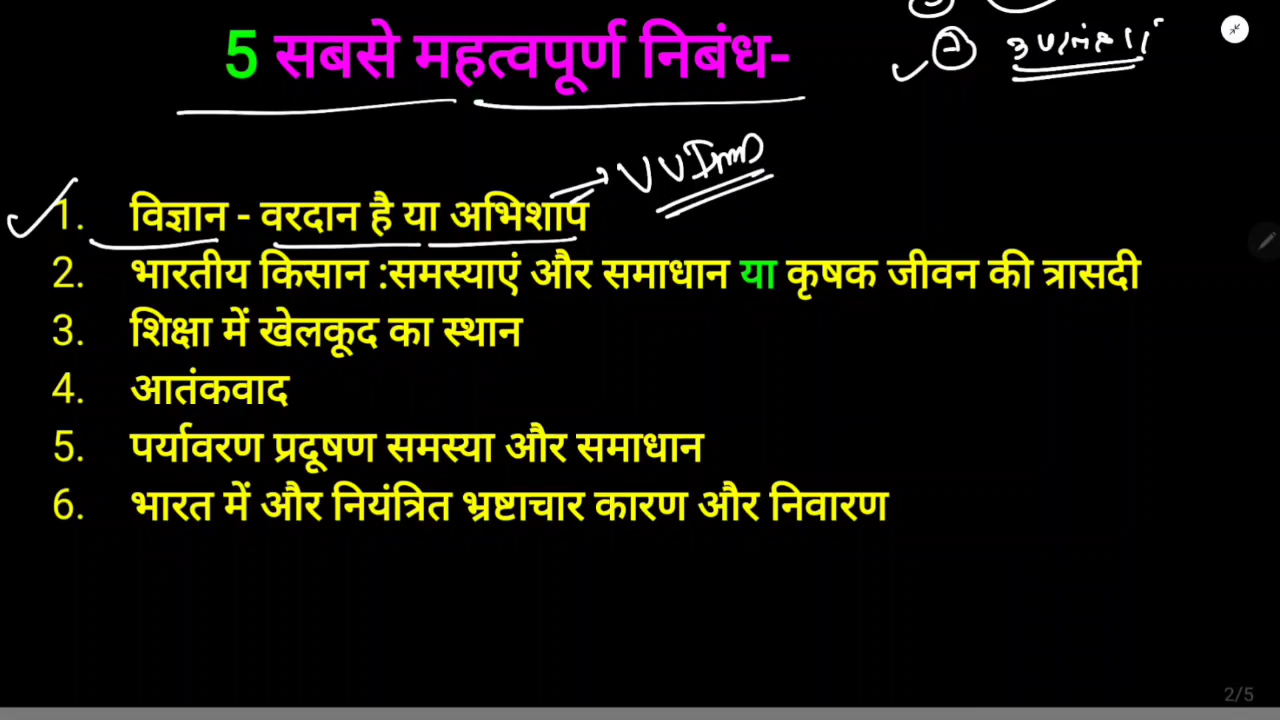 5 सबसे महत्वपूर्ण निबंध-
VVImp
1. विज्ञान - वरदान है या अभिशाप
2. भारतीय किसान :समस्याएं और समाधान या कृषक जीवन की त्रासदी
3. शिक्षा में खेलकूद का स्थान
4. आतंकवाद
5. पर्यावरण प्रदूषण समस्या और समाधान
6. भारत में और नियंत्रित भ्रष्टाचार कारण और निवारण
2/5